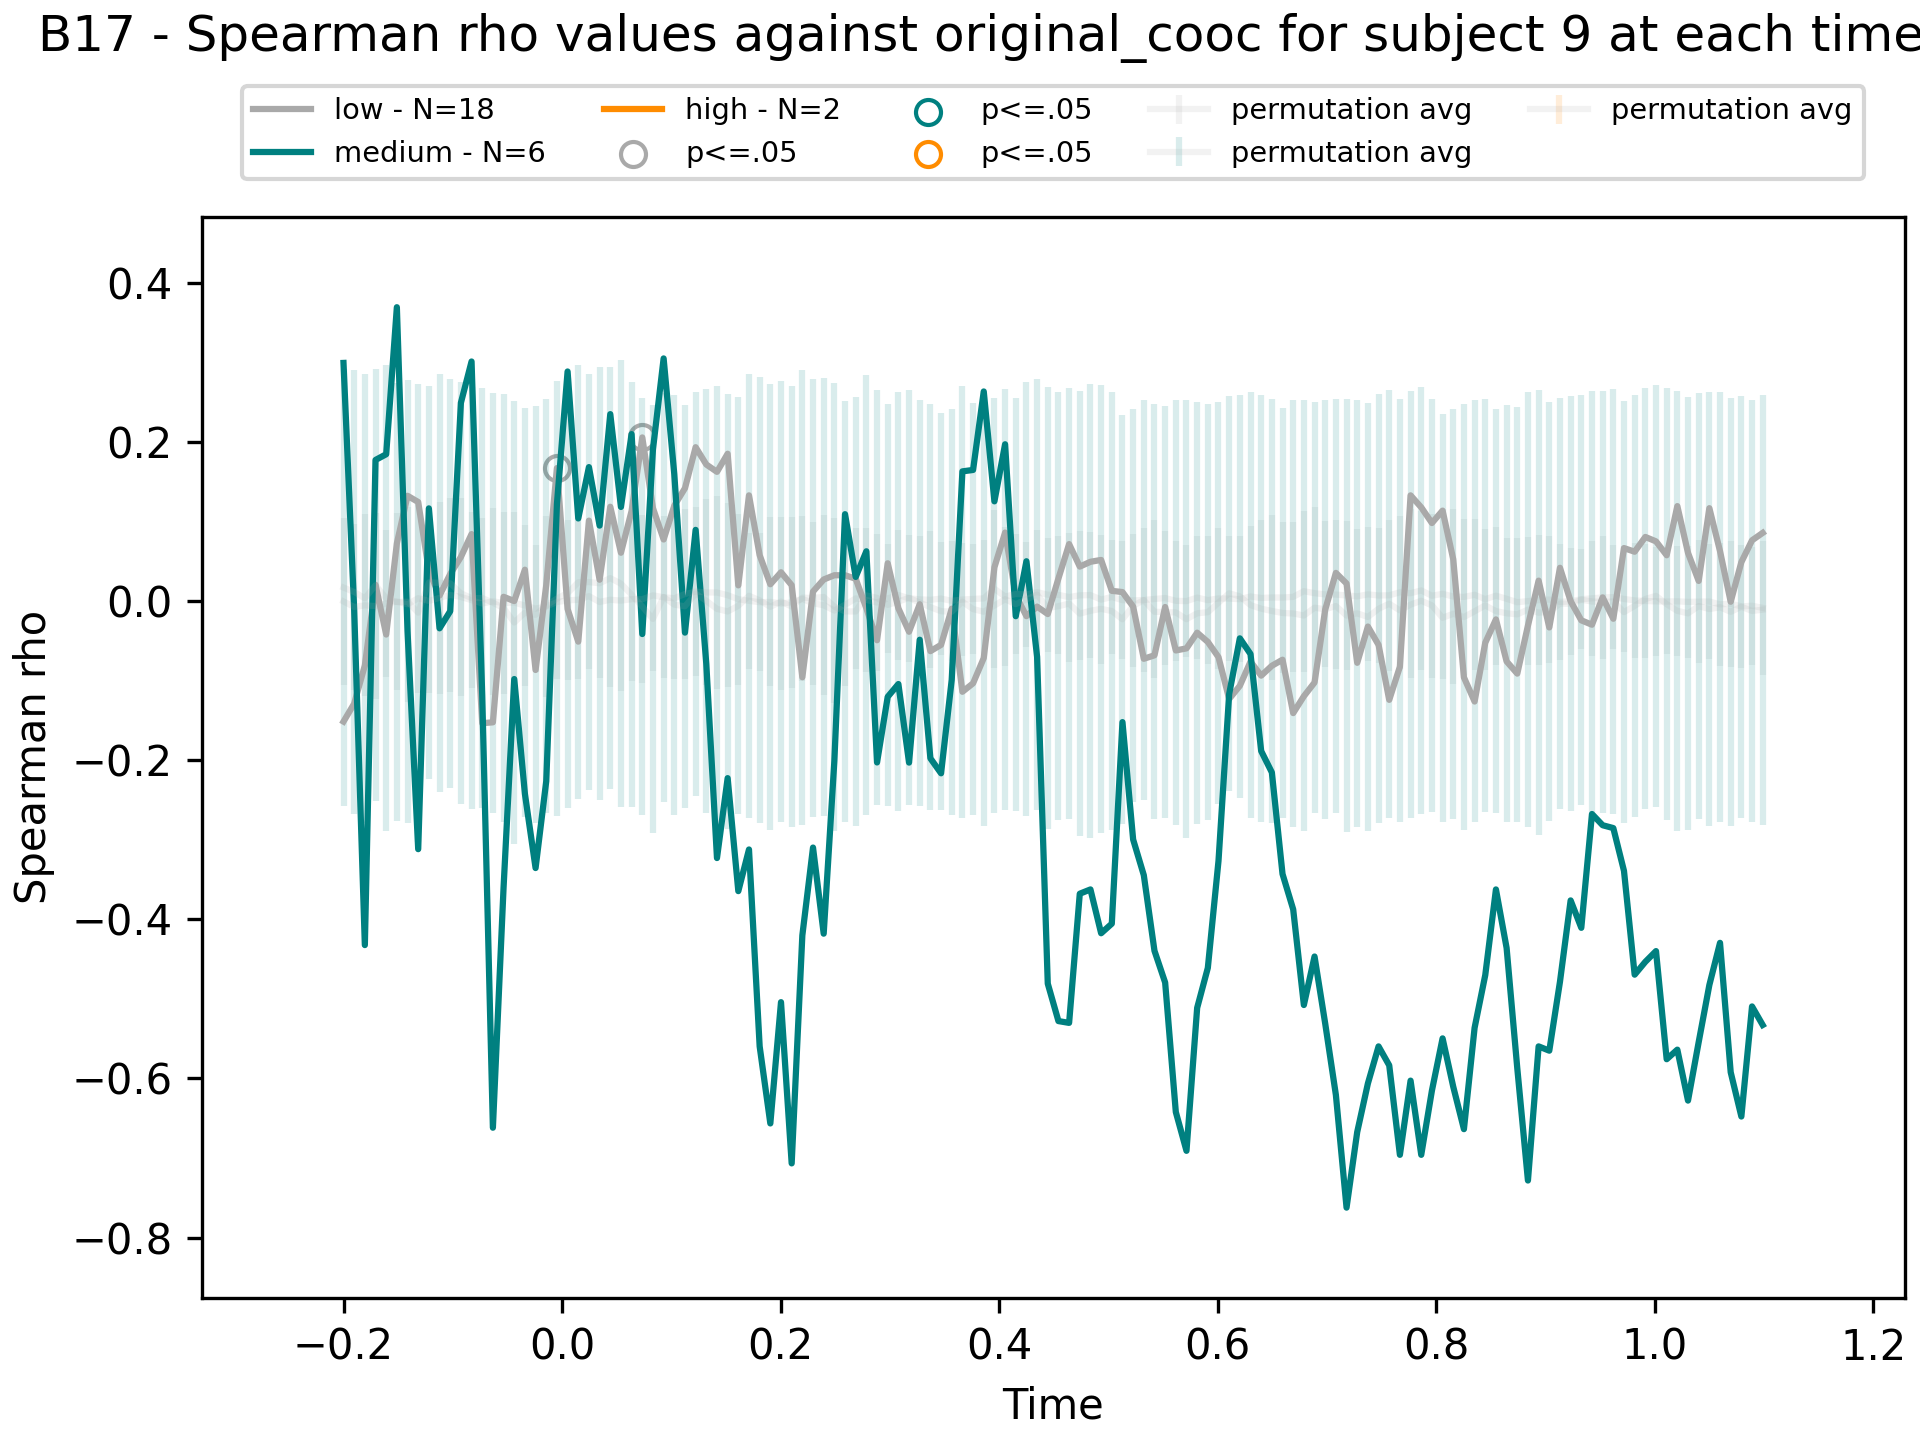 B17 - Spearman rho values against original_cooc for subject 9 at each time
low - N=18 high - N=2 p<=.05 permutation avg permutation avg
medium - N=6 p<=.05 p<=.05 permutation avg
Spearman rho
0.4
0.2
0.0
−0.2
−0.4
−0.6
−0.8
−0.2 0.0 0.2 0.4 0.6 0.8 1.0 1.2
Time